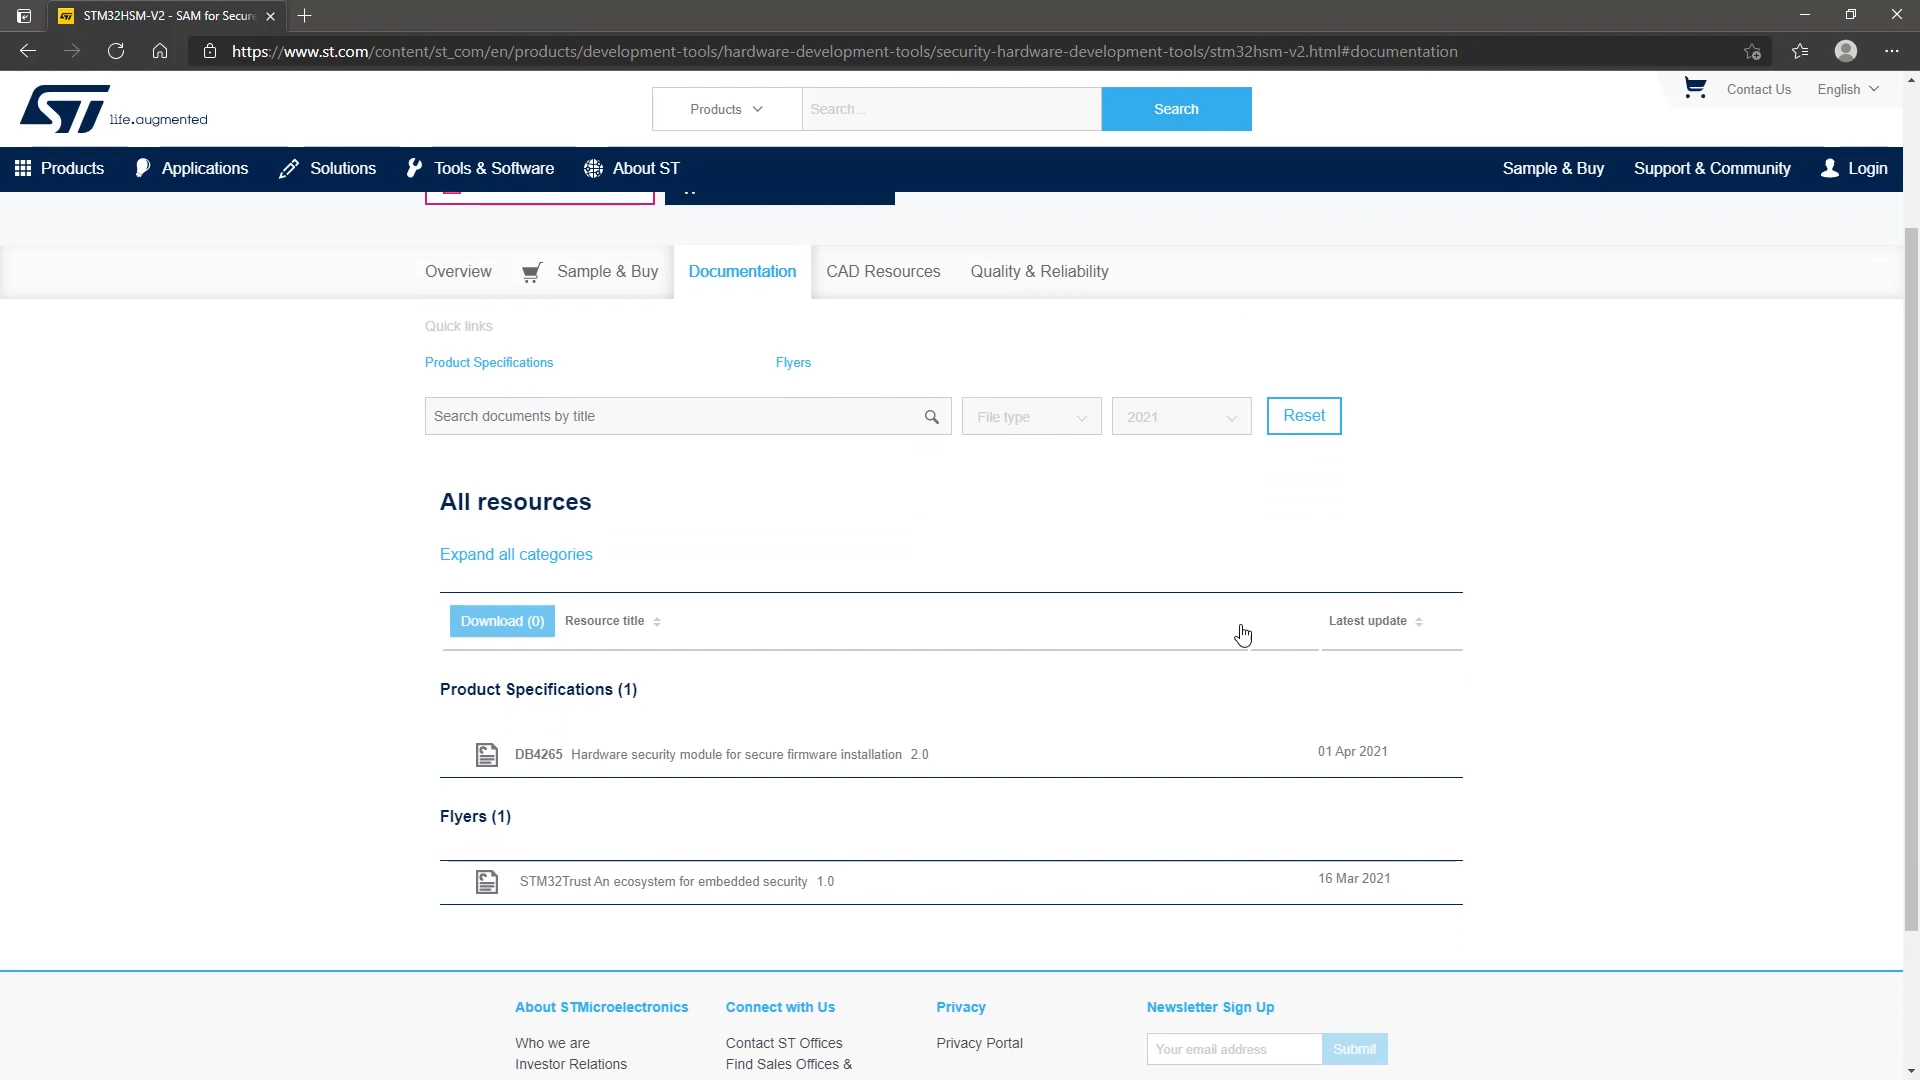 STM32HSM-V2 - SAM for Secure
https://www.st.com/content/st_com/en/products/development-tools/hardware-development-tools/security-hardware-development-tools/stm32hsm-v2.html#documentation
ST life.augmented
Products
Search...
Search
Contact Us
English
Products
Applications
Solutions
Tools & Software
About ST
Sample & Buy
Support & Community
Login
Overview
Sample & Buy
Documentation
CAD Resources
Quality & Reliability
Quick links
Product Specifications
Flyers
Search documents by title
File type
2021
Reset
All resources
Expand all categories
Download (0)
Resource title
Latest update
Product Specifications (1)
DB4265 Hardware security module for secure firmware installation 2.0
01 Apr 2021
Flyers (1)
STM32Trust An ecosystem for embedded security 1.0
16 Mar 2021
About STMicroelectronics
Connect with Us
Privacy
Newsletter Sign Up
Who we are
Contact ST Offices
Privacy Portal
Your email address
Submit
Investor Relations
Find Sales Offices &